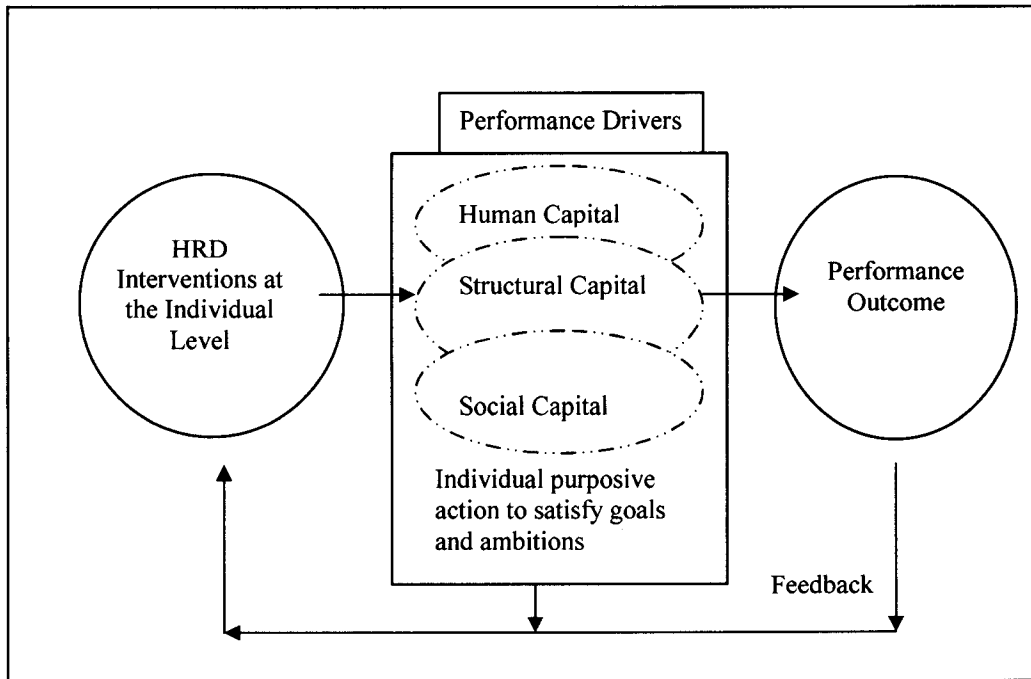 Performance Drivers
HRD
Interventions at
the Individual
Level
Human Capital
Structural Capital
Social Capital
Individual purposive
action to satisfy goals
and ambitions
Performance
Outcome
Feedback